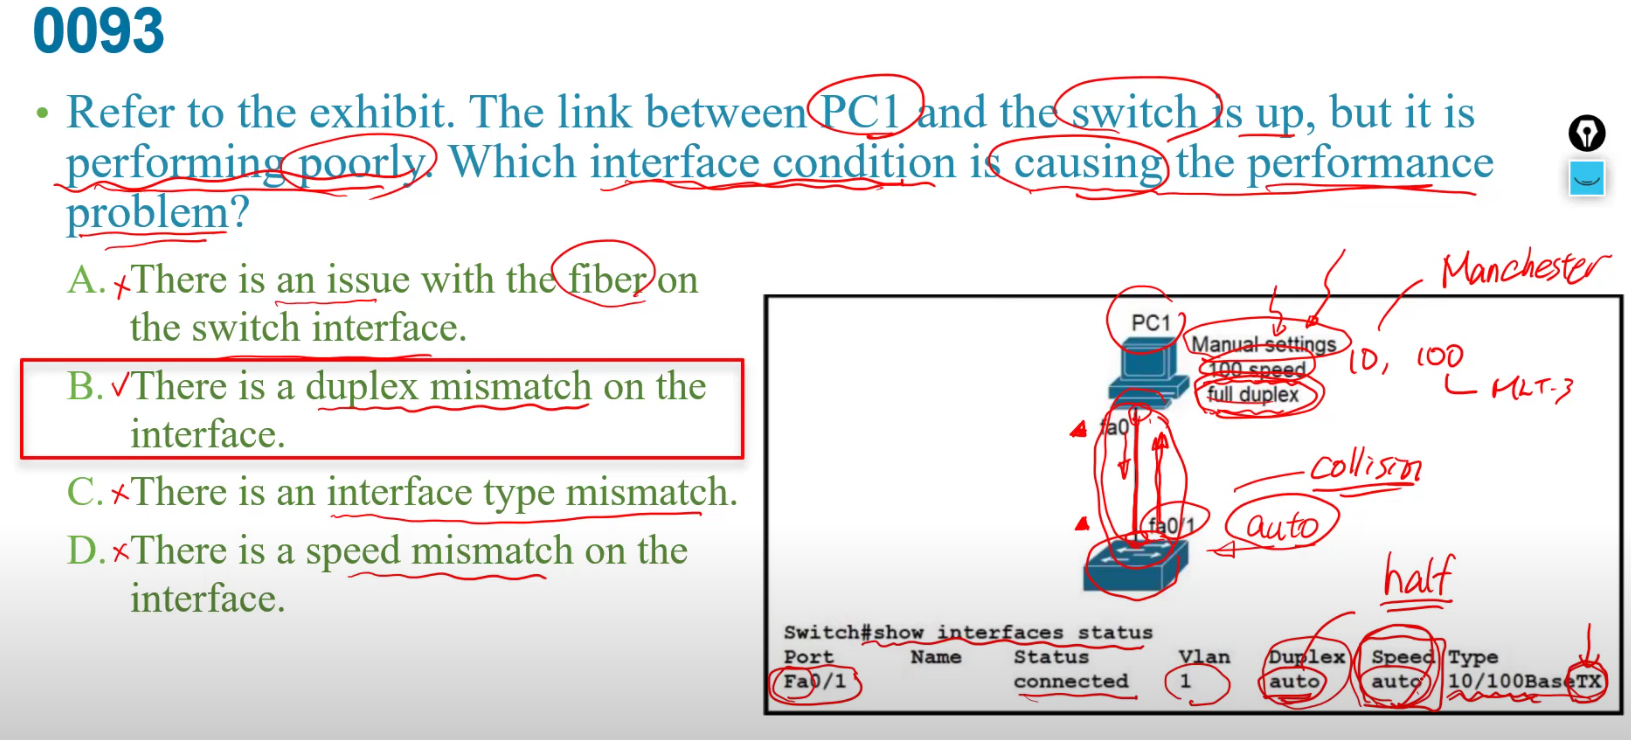 0093
• Refer to the exhibit. The link between PC1 and the switch is up, but it is
performing poorly. Which interface condition is causing the performance
problem?
A. There is an issue with the fiber on
the switch interface.
B. There is a duplex mismatch on the
interface.
C. There is an interface type mismatch.
D. There is a speed mismatch on the
interface.
Manchester
PC1
Manual settings
100 speed
full duplex
10, 100
MLT-3
fa0
collision
fa0/1
auto
half
Switch#show interfaces status
Port Name Status Vlan Duplex Speed Type
Fa0/1 connected 1 auto auto 10/100BaseTX